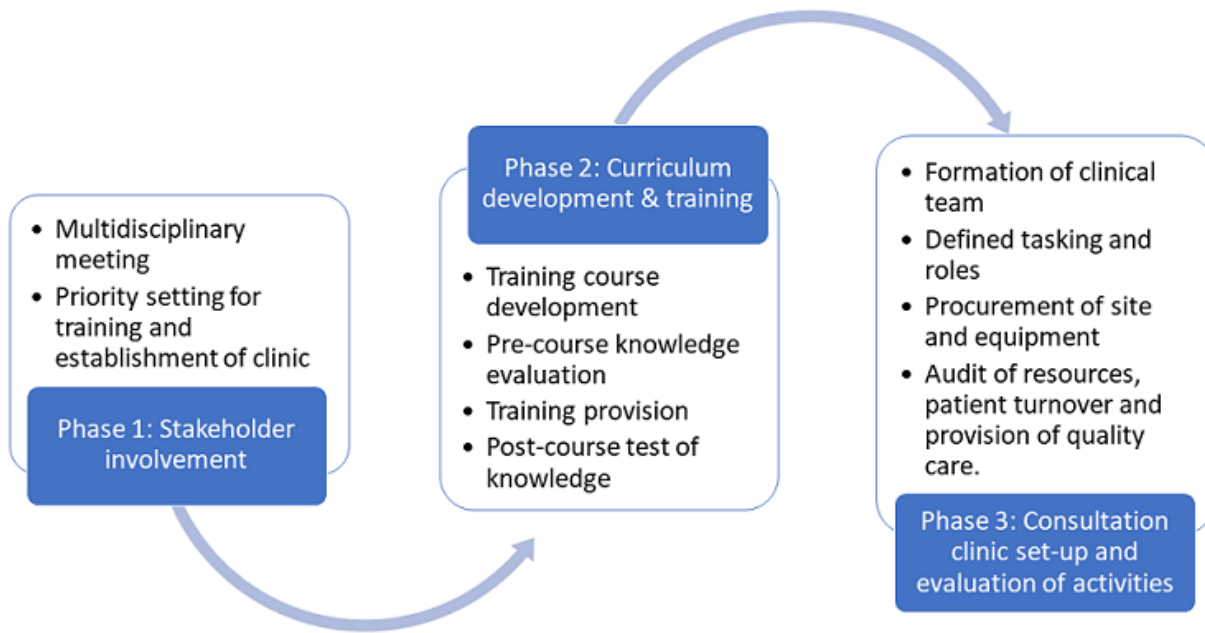 • Multidisciplinary
meeting
• Priority setting for
training and
establishment of clinic
Phase 1: Stakeholder
involvement
Phase 2: Curriculum
development & training
• Training course
development
• Pre-course knowledge
evaluation
• Training provision
• Post-course test of
knowledge
• Formation of clinical
team
• Defined tasking and
roles
• Procurement of site
and equipment
• Audit of resources,
patient turnover and
provision of quality
care.
Phase 3: Consultation
clinic set-up and
evaluation of activities